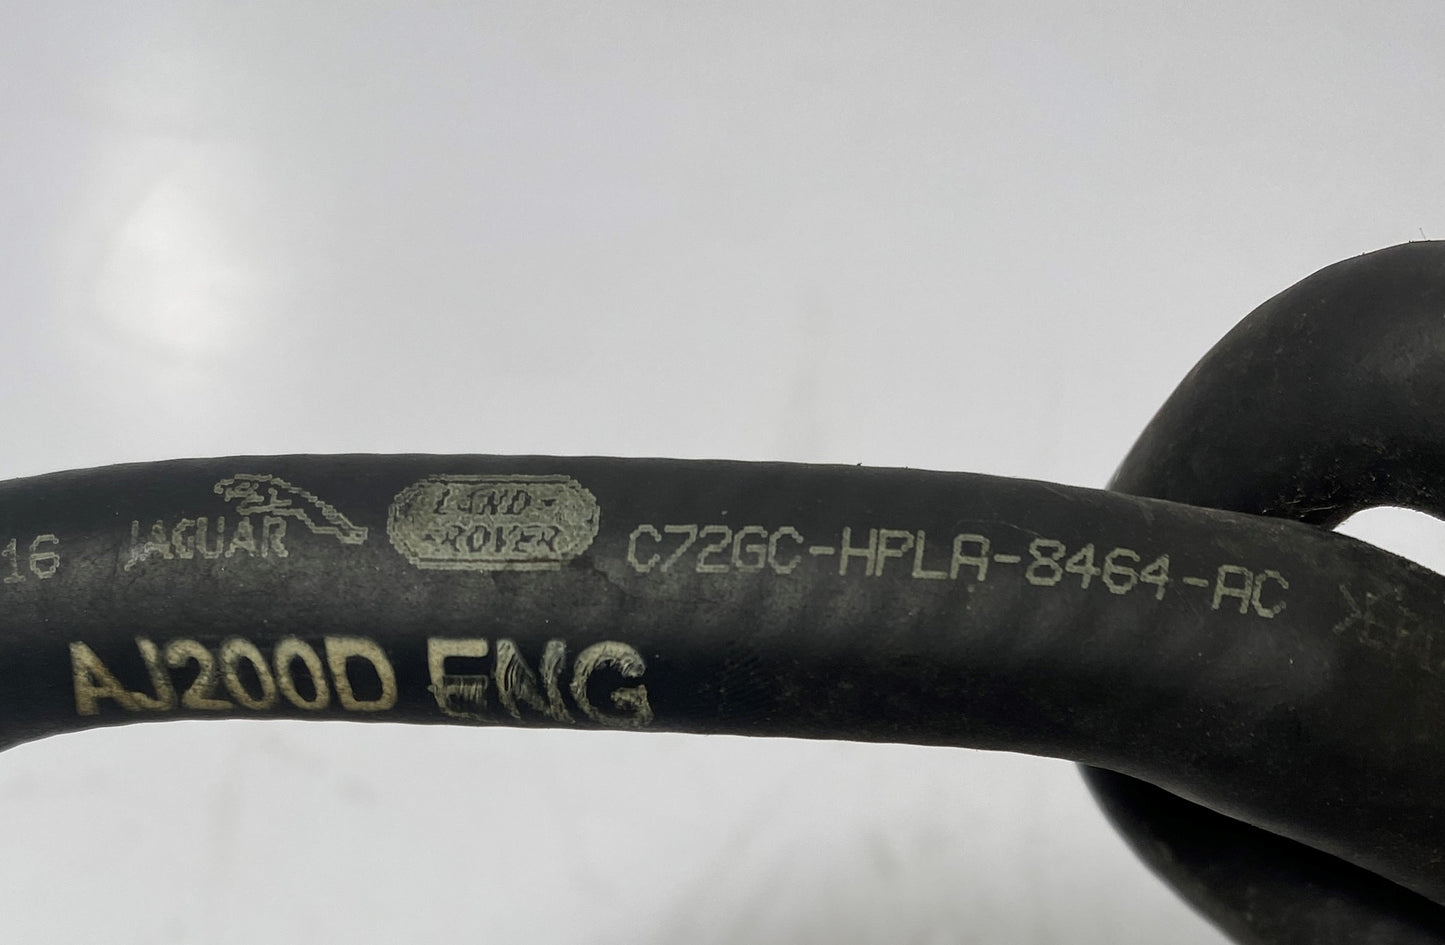 16 JAGUAR LAND ROVER C72GC-HPLA-8464-AC
AJ200D ENG